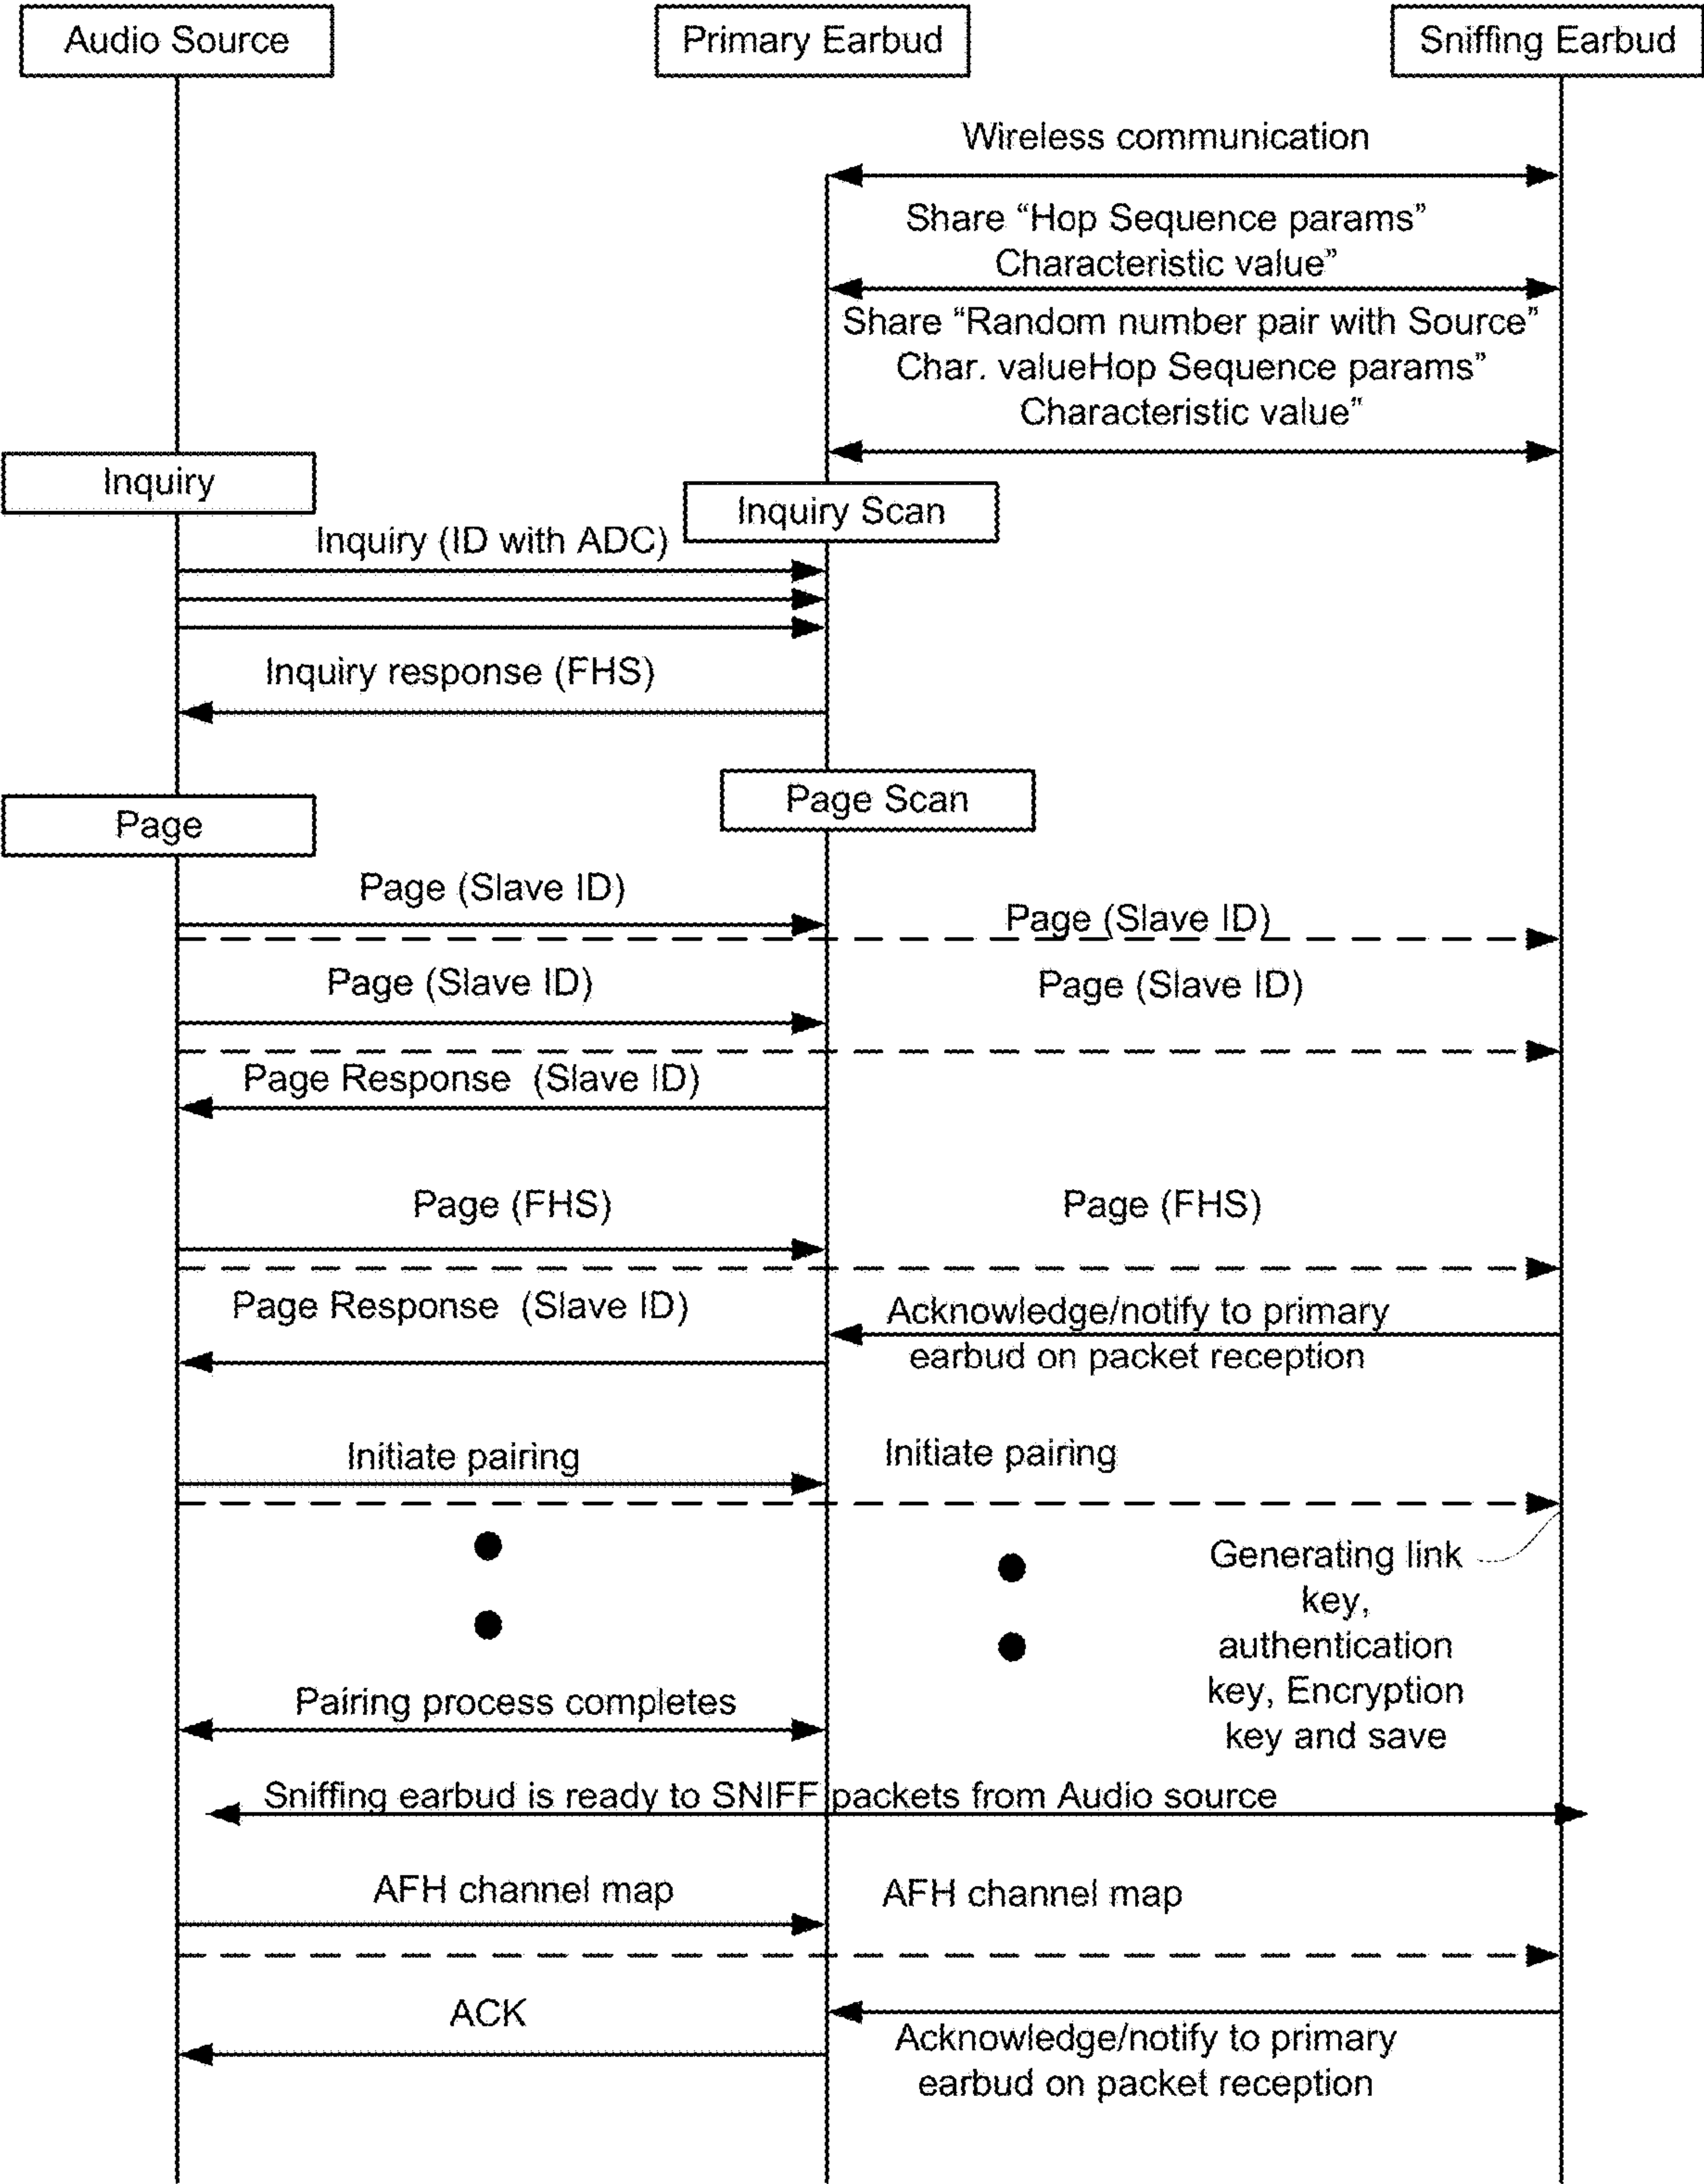 Audio Source
Primary Earbud
Sniffing Earbud
Wireless communication
Share “Hop Sequence params”
Characteristic value”
Share “Random number pair with Source”
Char. valueHop Sequence params”
Characteristic value”
Inquiry
Inquiry Scan
Inquiry (ID with ADC)
Inquiry response (FHS)
Page Scan
Page
Page (Slave ID)
Page (Slave ID)
Page (Slave ID)
Page (Slave ID)
Page Response (Slave ID)
Page (FHS)
Page (FHS)
Page Response (Slave ID)
Acknowledge/notify to primary
earbud on packet reception
Initiate pairing
Initiate pairing
Generating link
key,
authentication
key, Encryption
key and save
Pairing process completes
Sniffing earbud is ready to SNIFF packets from Audio source
AFH channel map
AFH channel map
ACK
Acknowledge/notify to primary
earbud on packet reception